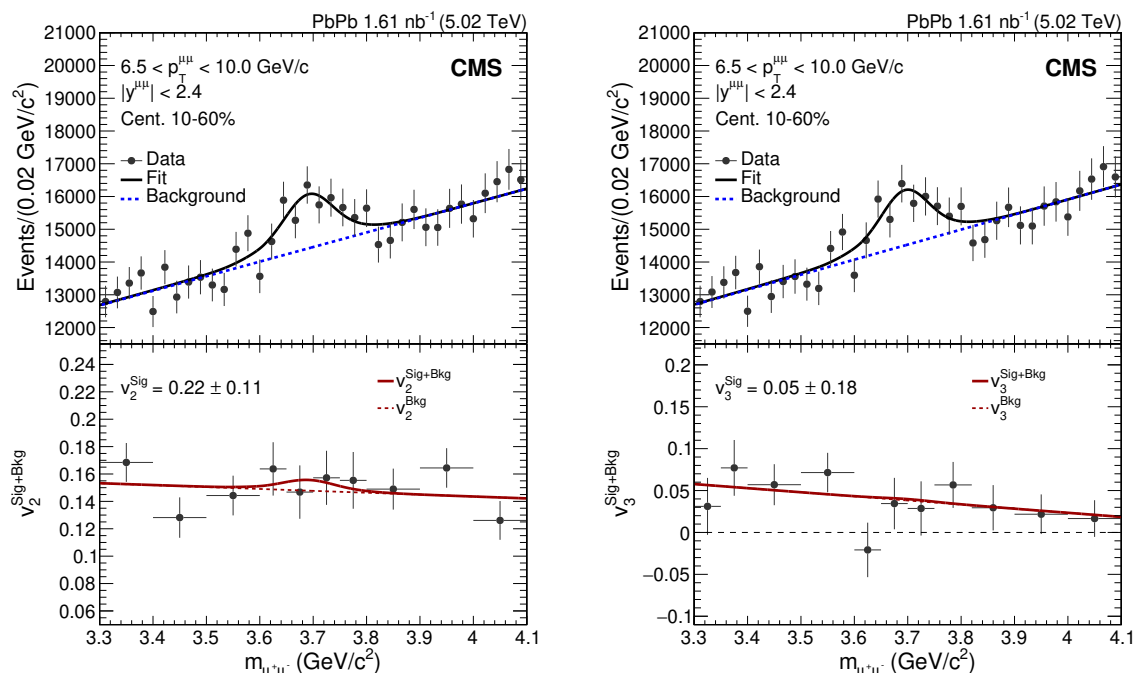 PbPb 1.61 nb⁻¹ (5.02 TeV)
21000
20000
19000
18000
17000
16000
15000
14000
13000
12000
Events/(0.02 GeV/c²)
6.5 < p_T^μμ < 10.0 GeV/c
CMS
|y^μμ| < 2.4
Cent. 10-60%
Data
Fit
Background
0.24
0.22
0.2
0.18
0.16
0.14
0.12
0.1
0.08
0.06
v₂^Sig+Bkg
v₂^Sig = 0.22 ± 0.11
v₂^Sig+Bkg
v₂^Bkg
3.3 3.4 3.5 3.6 3.7 3.8 3.9 4 4.1
m_μ⁺μ⁻ (GeV/c²)
PbPb 1.61 nb⁻¹ (5.02 TeV)
21000
20000
19000
18000
17000
16000
15000
14000
13000
12000
Events/(0.02 GeV/c²)
6.5 < p_T^μμ < 10.0 GeV/c
CMS
|y^μμ| < 2.4
Cent. 10-60%
Data
Fit
Background
0.2
0.15
0.1
0.05
0
−0.05
−0.1
v₃^Sig+Bkg
v₃^Sig = 0.05 ± 0.18
v₃^Sig+Bkg
v₃^Bkg
3.3 3.4 3.5 3.6 3.7 3.8 3.9 4 4.1
m_μ⁺μ⁻ (GeV/c²)